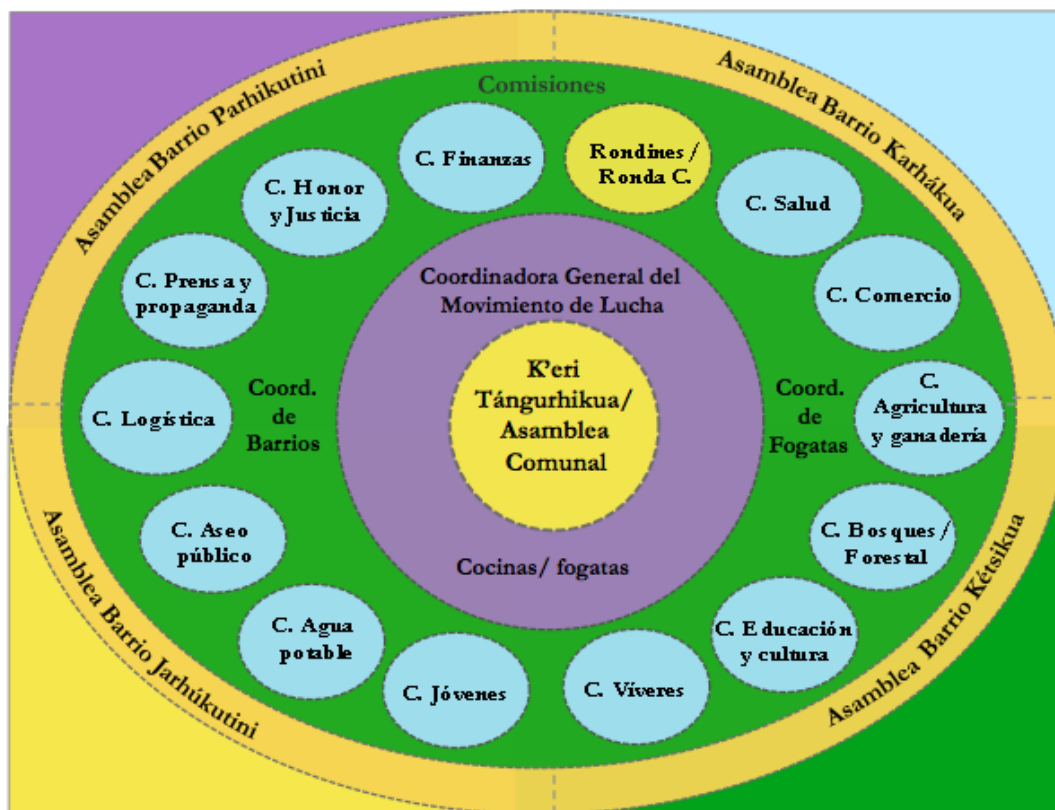 Asamblea Barrio Parhikutini
Asamblea Barrio Karhákua
Comisiones
C. Finanzas
Rondines /
Ronda C.
C. Honor
y Justicia
C. Salud
C. Prensa y
propaganda
C. Comercio
Coordinadora General del
Movimiento de Lucha
K'eri
Tángurhikua/
Asamblea
Comunal
Cocinas/ fogatas
Coord.
de
Barrios
Coord.
de
Fogatas
C. Logística
C.
Agricultura
y ganadería
C. Aseo
público
C. Bosques /
Forestal
C. Agua
potable
C. Educación
y cultura
C. Jóvenes
C. Víveres
Asamblea Barrio Jarhúkutini
Asamblea Barrio Kétsikua